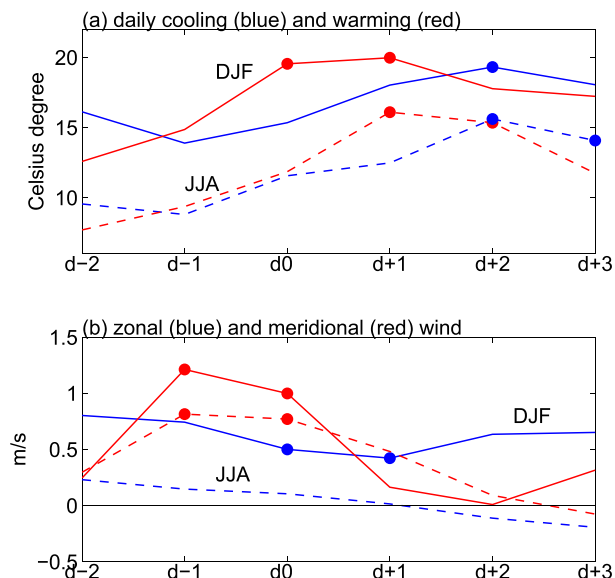 (a) daily cooling (blue) and warming (red)
20
DJF
15
JJA
10
Celsius degree
d−2 d−1 d0 d+1 d+2 d+3
(b) zonal (blue) and meridional (red) wind
1.5
1
DJF
0.5
JJA
0
−0.5
m/s
d−2 d−1 d0 d+1 d+2 d+3